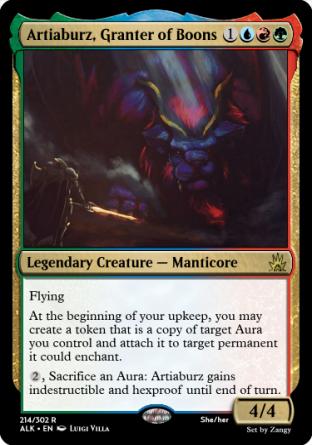 Artiaburz, Granter of Boons 1
Legendary Creature — Manticore
Flying
At the beginning of your upkeep, you may
create a token that is a copy of target Aura
you control and attach it to target permanent
it could enchant.
2, Sacrifice an Aura: Artiaburz gains
indestructible and hexproof until end of turn.
4/4
214/302 R She/her
ALK • EN Luigi Villa Set by Zangy